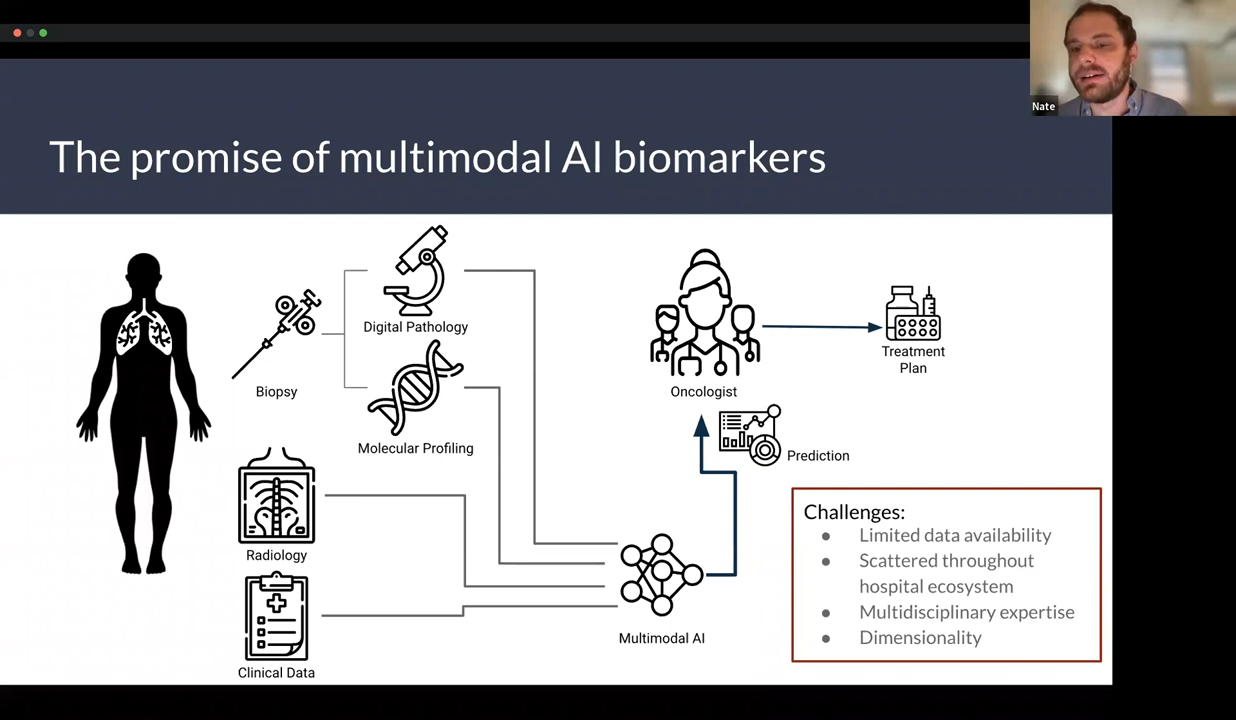 Nate
The promise of multimodal AI biomarkers
Digital Pathology
Biopsy
Molecular Profiling
Radiology
Clinical Data
Multimodal AI
Oncologist
Prediction
Treatment
Plan
Challenges:
● Limited data availability
● Scattered throughout
hospital ecosystem
● Multidisciplinary expertise
● Dimensionality